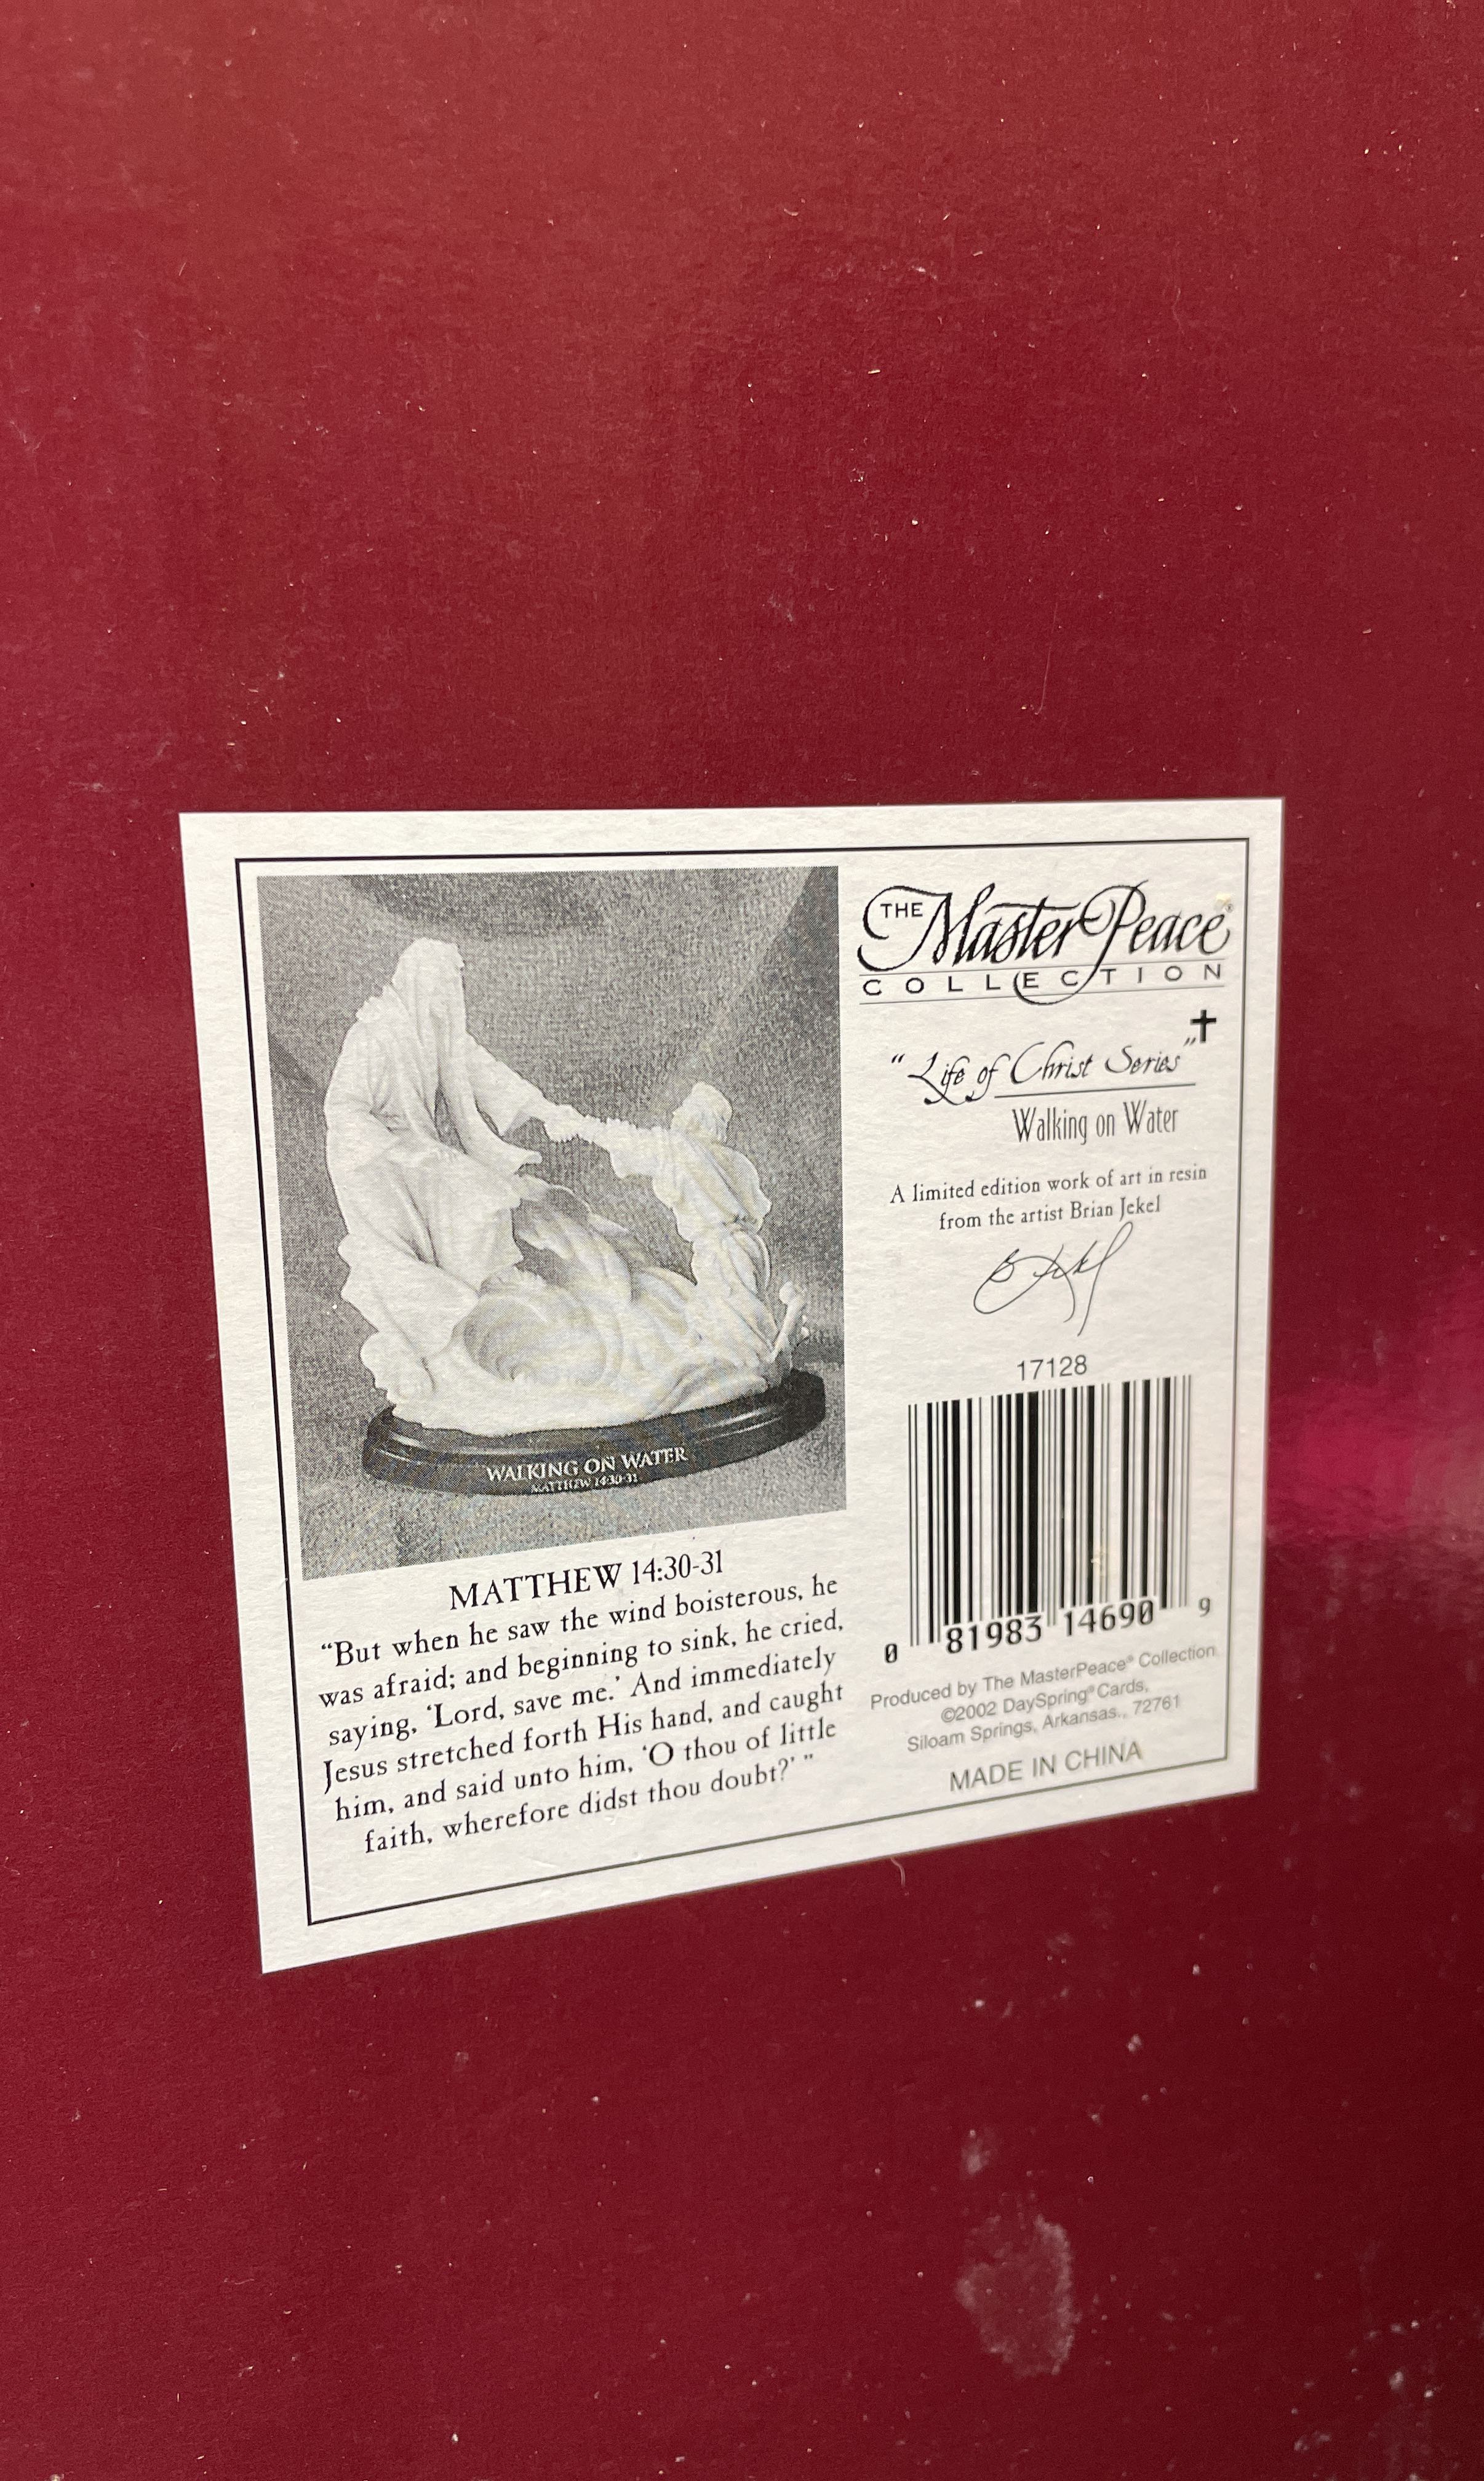 THE MasterPeace®
COLLECTION
"Life of Christ Series"
Walking on Water
A limited edition work of art in resin
from the artist Brian Jekel
B Jekel
17128
0 81983 14690 9
Produced by The MasterPeace® Collection
©2002 DaySpring® Cards,
Siloam Springs, Arkansas., 72761
MADE IN CHINA
WALKING ON WATER
MATTHEW 14:30-31
MATTHEW 14:30-31
“But when he saw the wind boisterous, he
was afraid; and beginning to sink, he cried,
saying, ‘Lord, save me.’ And immediately
Jesus stretched forth His hand, and caught
him, and said unto him, ‘O thou of little
faith, wherefore didst thou doubt?’ ”